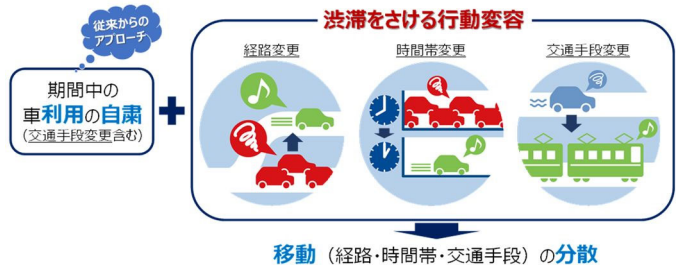 従来からの
アプローチ
期間中の
車利用の自粛
(交通手段変更含む)
渋滞をさける行動変容
経路変更
時間帯変更
交通手段変更
移動（経路・時間帯・交通手段）の分散